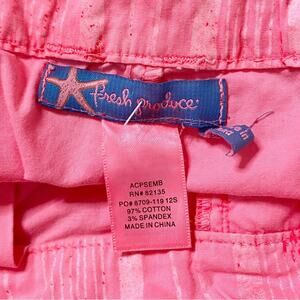 fresh produce
ACPSEMB
RN# 82135
PO# 8709-119 12S
97% COTTON
3% SPANDEX
MADE IN CHINA